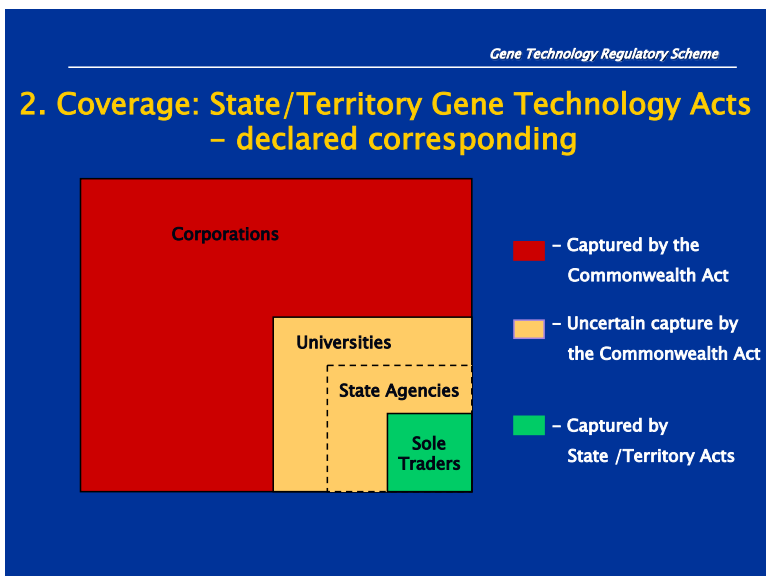 Gene Technology Regulatory Scheme
2. Coverage: State/Territory Gene Technology Acts
– declared corresponding
Corporations
Universities
State Agencies
Sole
Traders
– Captured by the
Commonwealth Act
– Uncertain capture by
the Commonwealth Act
– Captured by
State /Territory Acts